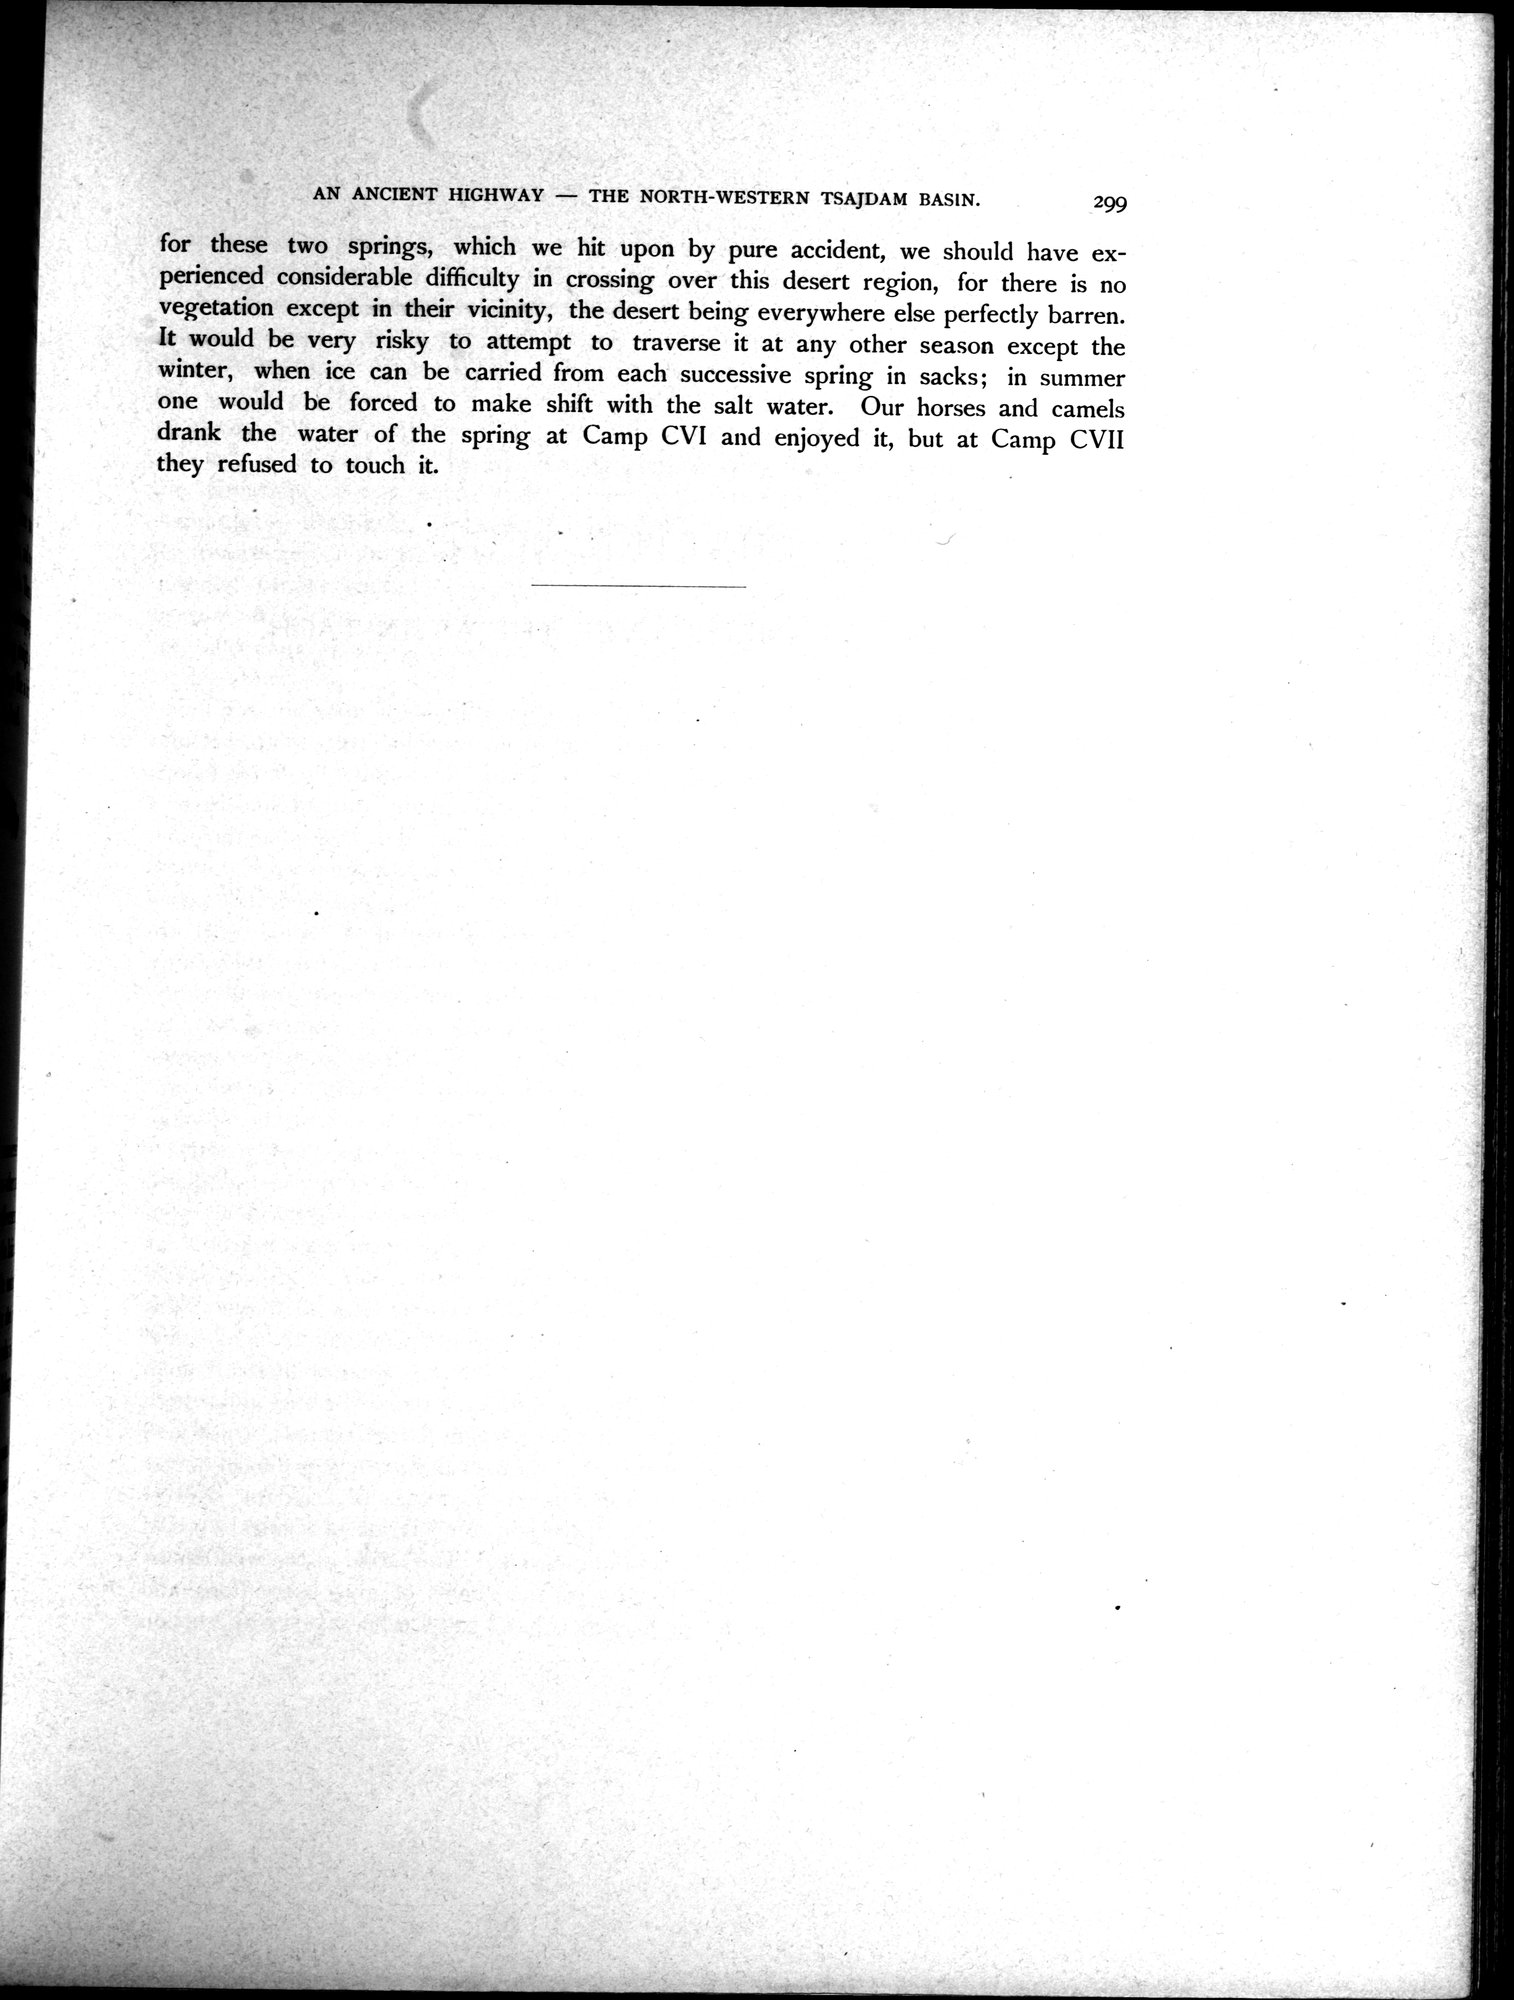 AN ANCIENT HIGHWAY — THE NORTH-WESTERN TSAJDAM BASIN. 299
for these two springs, which we hit upon by pure accident, we should have ex-
perienced considerable difficulty in crossing over this desert region, for there is no
vegetation except in their vicinity, the desert being everywhere else perfectly barren.
It would be very risky to attempt to traverse it at any other season except the
winter, when ice can be carried from each successive spring in sacks; in summer
one would be forced to make shift with the salt water. Our horses and camels
drank the water of the spring at Camp CVI and enjoyed it, but at Camp CVII
they refused to touch it.